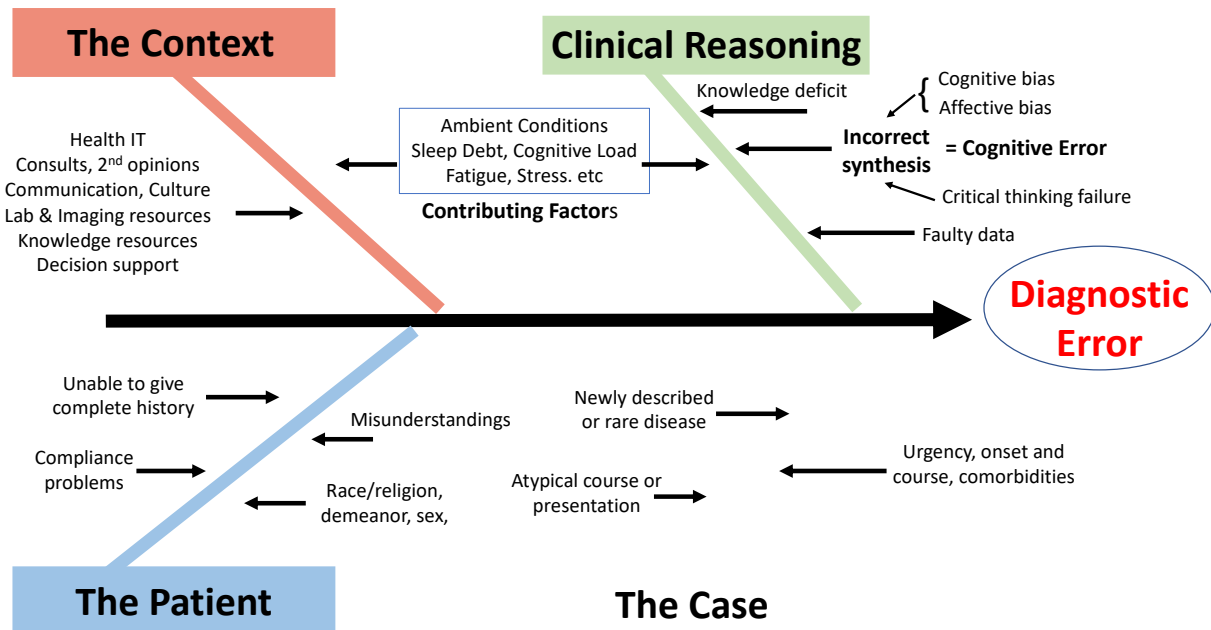 The Context
Clinical Reasoning
Health IT
Consults, 2nd opinions
Communication, Culture
Lab & Imaging resources
Knowledge resources
Decision support
Ambient Conditions
Sleep Debt, Cognitive Load
Fatigue, Stress. etc
Contributing Factors
Knowledge deficit
Cognitive bias
Affective bias
Incorrect
synthesis
= Cognitive Error
Critical thinking failure
Faulty data
Diagnostic
Error
Unable to give
complete history
Misunderstandings
Compliance
problems
Race/religion,
demeanor, sex,
Newly described
or rare disease
Urgency, onset and
course, comorbidities
Atypical course or
presentation
The Patient
The Case